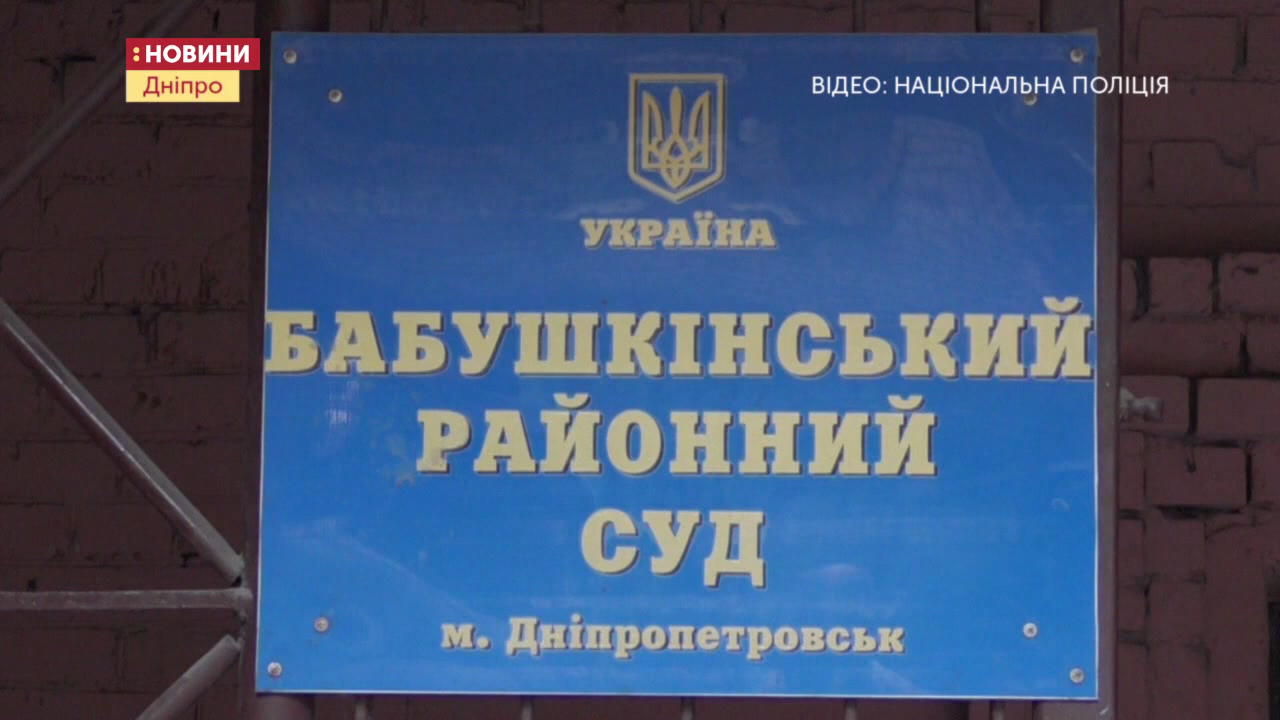 :НОВИНИ
Дніпро
ВІДЕО: НАЦІОНАЛЬНА ПОЛІЦІЯ
УКРАЇНА
БАБУШКІНСЬКИЙ
РАЙОННИЙ
СУД
м. Дніпропетровськ